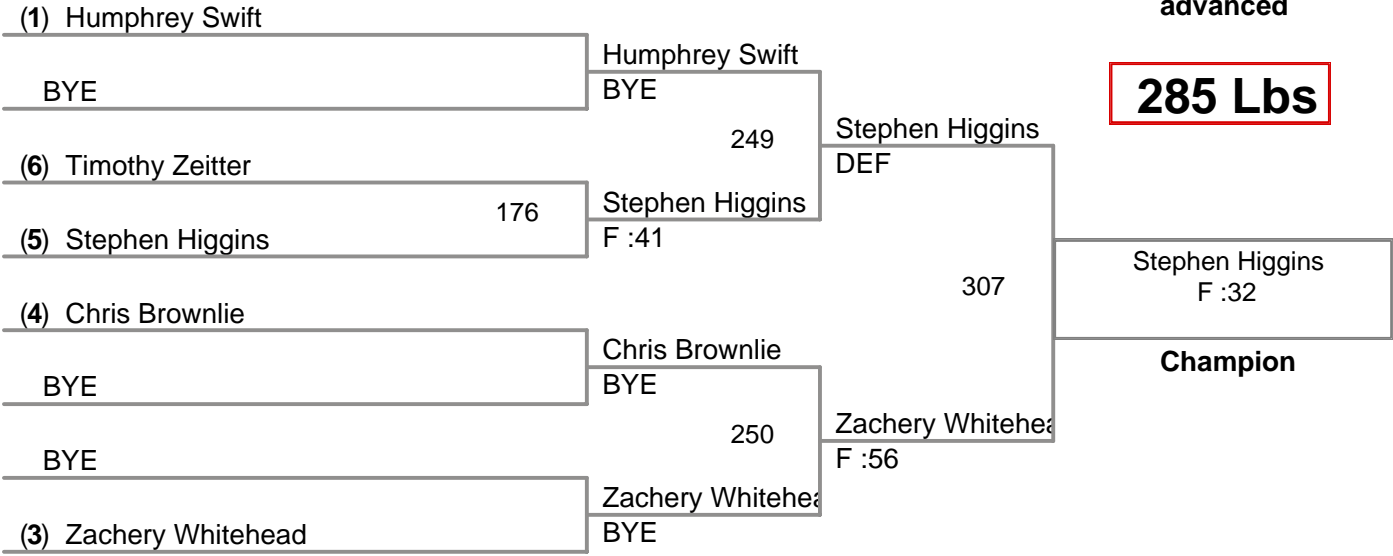 (1) Humphrey Swift
BYE
(6) Timothy Zeitter
176
(5) Stephen Higgins
(4) Chris Brownlie
BYE
BYE
(3) Zachery Whitehead
Humphrey Swift
BYE
249
Stephen Higgins
F :41
Chris Brownlie
BYE
250
Zachery Whitehea
BYE
Stephen Higgins
DEF
307
Zachery Whitehea
F :56
advanced
285 Lbs
Stephen Higgins
F :32
Champion